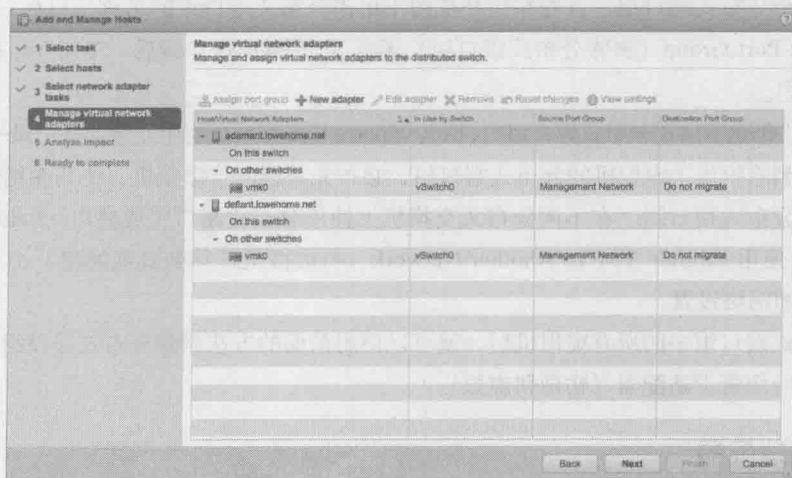 Add and Manage Hosts
1 Select task
2 Select hosts
3 Select network adapter tasks
4 Manage virtual network adapters
5 Analyze impact
6 Ready to complete
Manage virtual network adapters
Manage and assign virtual network adapters to the distributed switch.
Assign port group New adapter Edit adapter Remove Reset changes View settings
Host/Virtual Network Adapters 1 In Use by Switch Source Port Group Destination Port Group
adamant.lowehome.net
On this switch
On other switches
vmk0 vSwitch0 Management Network Do not migrate
defiant.lowehome.net
On this switch
On other switches
vmk0 vSwitch0 Management Network Do not migrate
Back Next Finish Cancel